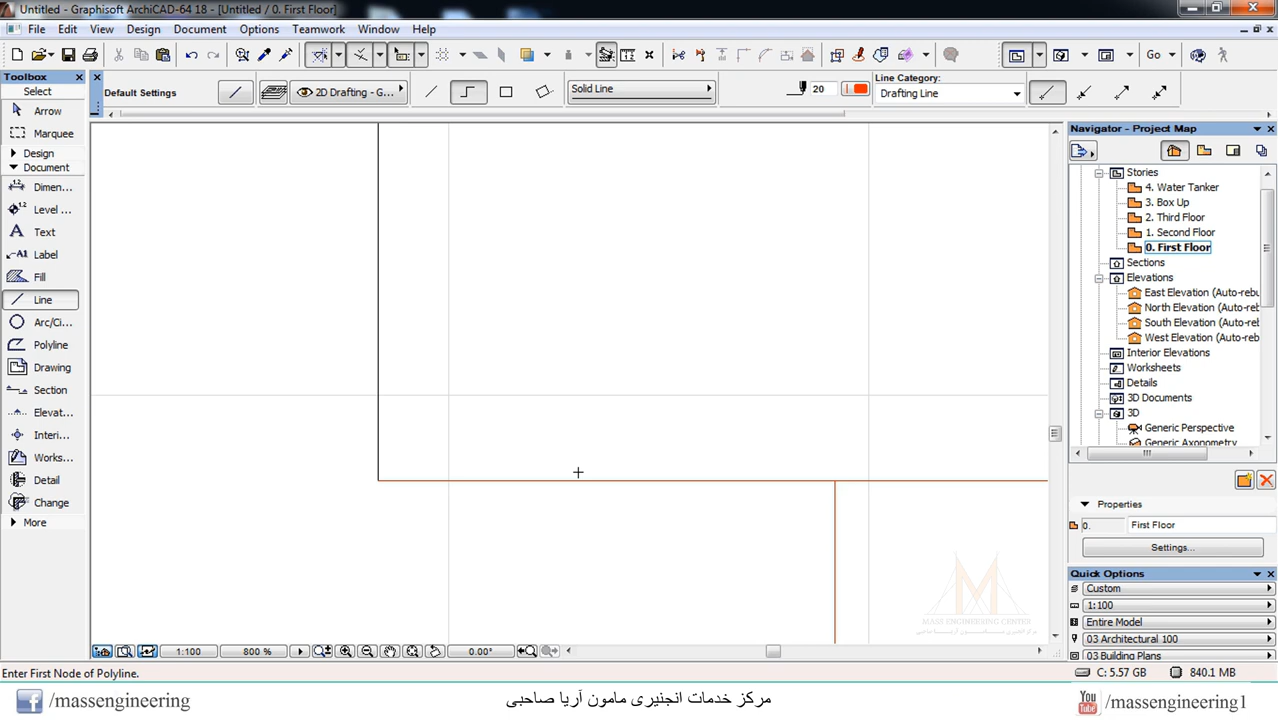 Untitled - Graphisoft ArchiCAD-64 18 - [Untitled / 0. First Floor]
File Edit View Design Document Options Teamwork Window Help
Go
Toolbox
Select
Arrow
Marquee
Design
Document
Dimen...
Level ...
Text
Label
Fill
Line
Arc/Ci...
Polyline
Drawing
Section
Elevat...
Interi...
Works...
Detail
Change
More
Default Settings
2D Drafting - G...
Solid Line
20
Line Category:
Drafting Line
Navigator - Project Map
Stories
4. Water Tanker
3. Box Up
2. Third Floor
1. Second Floor
0. First Floor
Sections
Elevations
East Elevation (Auto-rebu
North Elevation (Auto-reb
South Elevation (Auto-reb
West Elevation (Auto-reb
Interior Elevations
Worksheets
Details
3D Documents
3D
Generic Perspective
Generic Axonometry
Properties
0. First Floor
Settings...
Quick Options
Custom
1:100
Entire Model
03 Architectural 100
03 Building Plans
MASS ENGINEERING CENTER
1:100 800 % 0.00°
Enter First Node of Polyline.
C: 5.57 GB 840.1 MB
/massengineering
مرکز خدمات انجنیری مامون آریا صاحبی
You Tube
/massengineering1